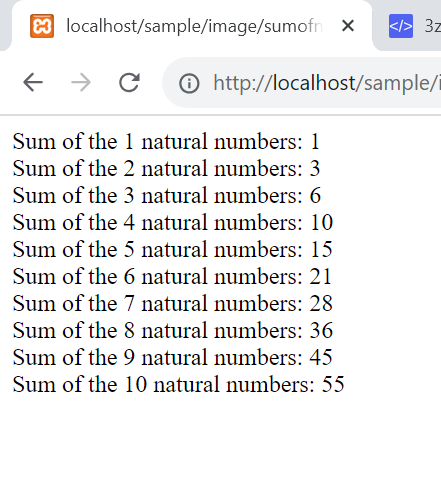 localhost/sample/image/sumofn
</> 3z
http://localhost/sample/i
Sum of the 1 natural numbers: 1
Sum of the 2 natural numbers: 3
Sum of the 3 natural numbers: 6
Sum of the 4 natural numbers: 10
Sum of the 5 natural numbers: 15
Sum of the 6 natural numbers: 21
Sum of the 7 natural numbers: 28
Sum of the 8 natural numbers: 36
Sum of the 9 natural numbers: 45
Sum of the 10 natural numbers: 55